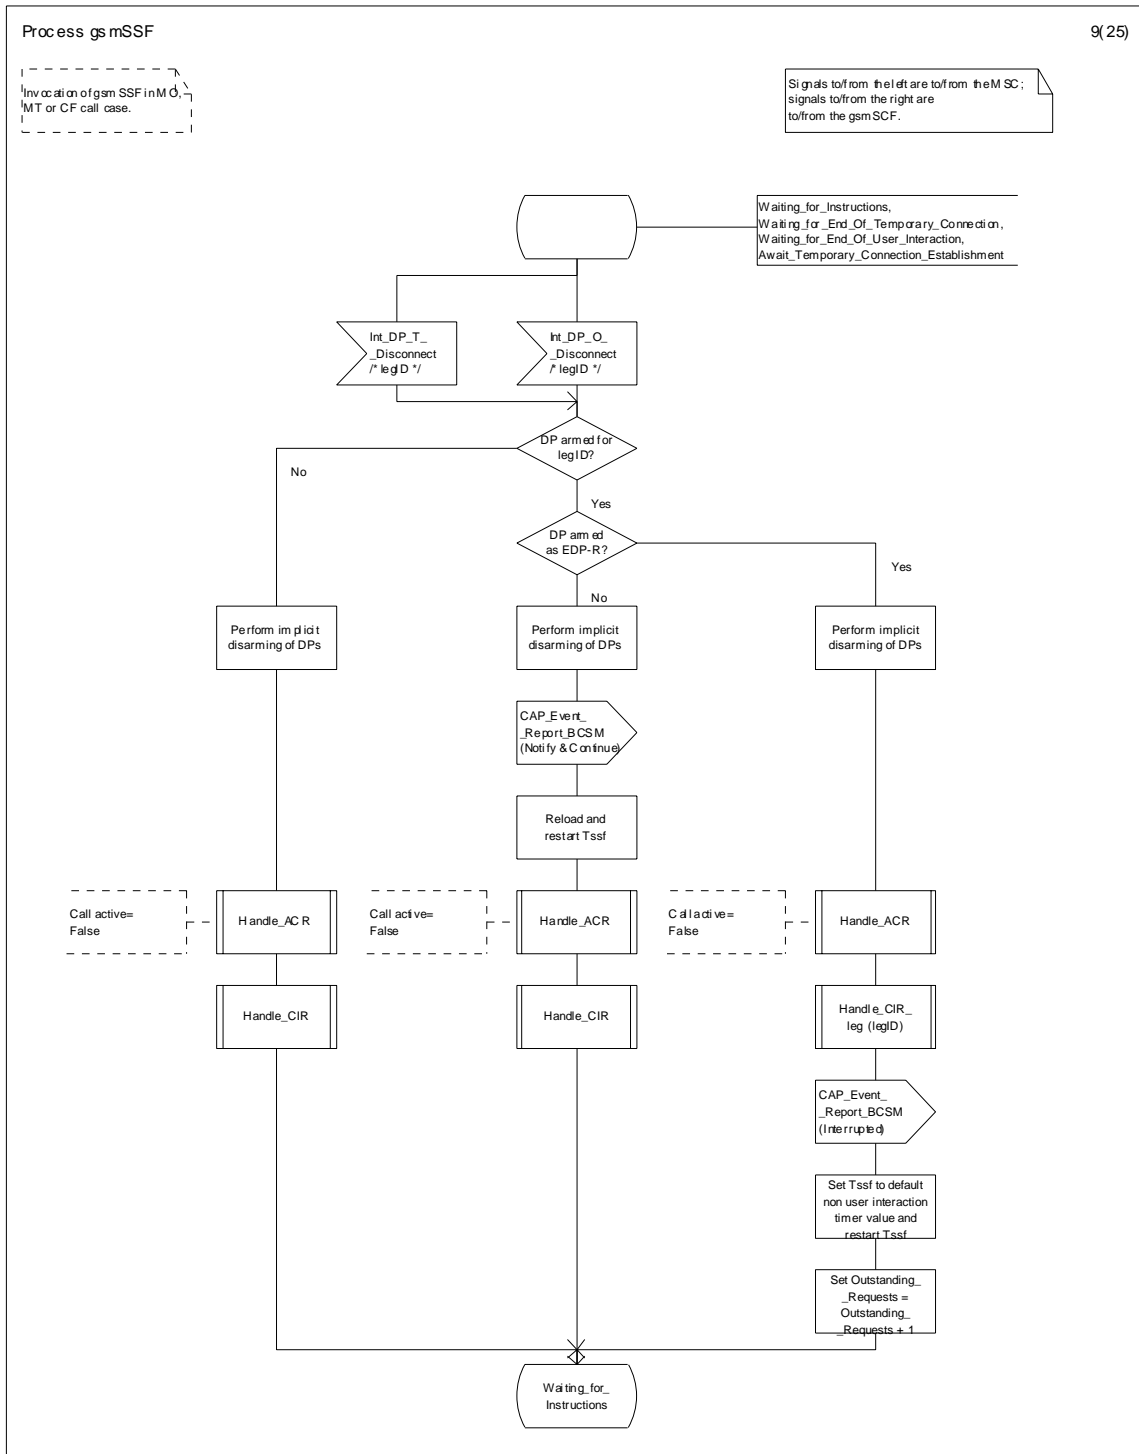 Process gsmSSF
9(25)
Invocation of gsmSSF in MO,
MT or CF call case.
Signals to/from the left are to/from the MSC;
signals to/from the right are
to/from the gsmSCF.
Waiting_for_Instructions,
Waiting_for_End_Of_Temporary_Connection,
Waiting_for_End_Of_User_Interaction,
Await_Temporary_Connection_Establishment
Int_DP_T_
_Disconnect
/* legID */
Int_DP_O_
_Disconnect
/* legID */
DP armed for
legID?
No
Yes
DP armed
as EDP-R?
Yes
No
Perform implicit
disarming of DPs
Perform implicit
disarming of DPs
Perform implicit
disarming of DPs
CAP_Event_
_Report_BCSM
(Notify & Continue)
Reload and
restart Tssf
Call active=
False
Handle_ACR
Call active=
False
Handle_ACR
Call active=
False
Handle_ACR
Handle_CIR
Handle_CIR
Handle_CIR_
leg (legID)
CAP_Event_
_Report_BCSM
(Interrupted)
Set Tssf to default
non user interaction
timer value and
restart Tssf
Set Outstanding_
_Requests =
Outstanding_
_Requests + 1
Waiting_for_
Instructions